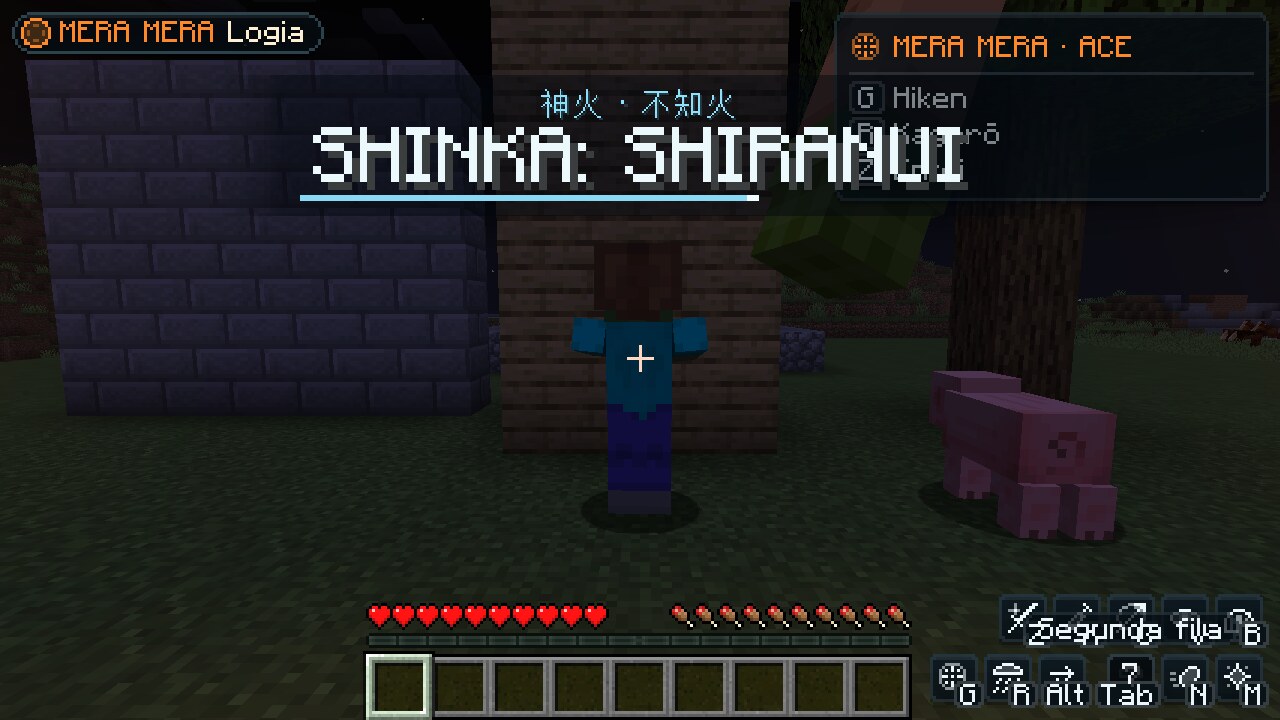 MERA MERA Logia
MERA MERA · ACE
G Hiken
神火 · 不知火
SHINKA: SHIRANUI
Segunda fila
B
G R Alt Tab N M